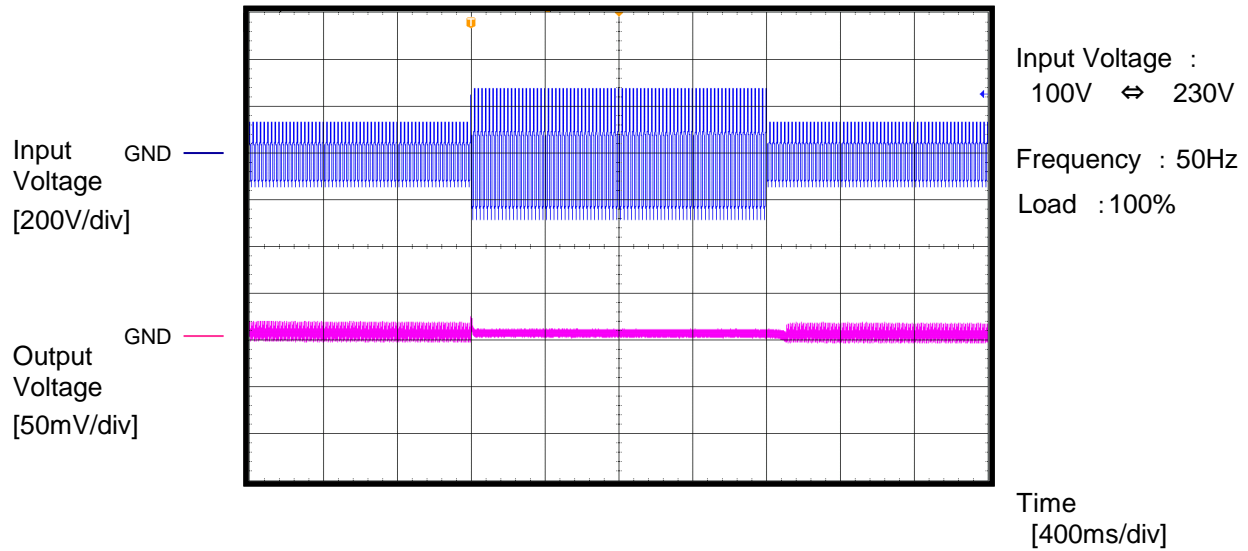 T
Input Voltage :
100V ⇔ 230V
Frequency : 50Hz
Load : 100%
Input
Voltage
[200V/div]
GND
Output
Voltage
[50mV/div]
GND
Time
[400ms/div]